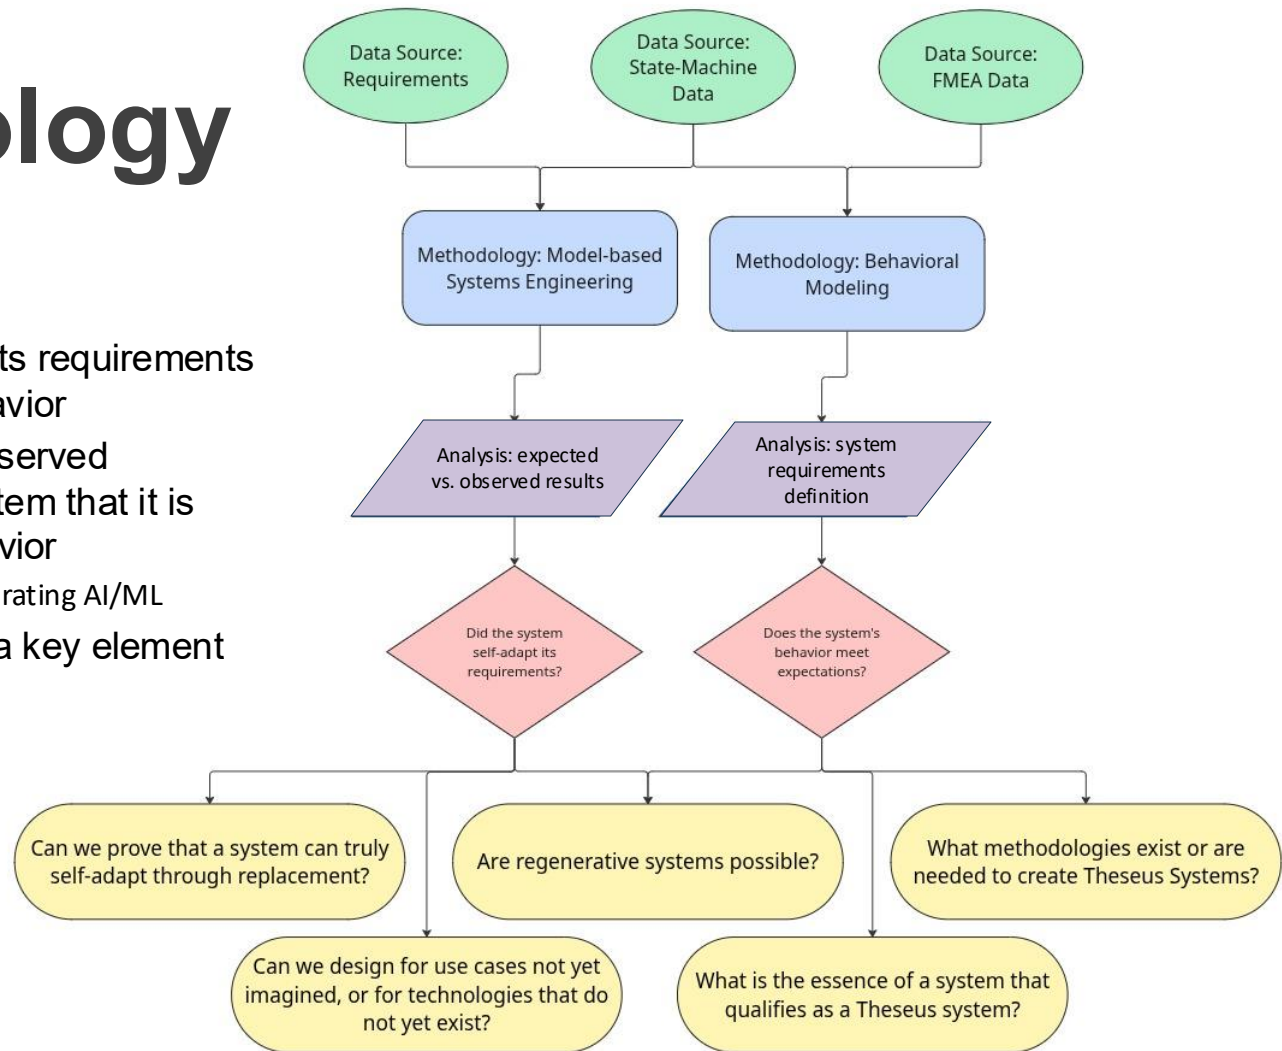 ology
ts requirements
avior
served
tem that it is
vior
rating AI/ML
a key element
Data Source:
Requirements
Data Source:
State-Machine
Data
Data Source:
FMEA Data
Methodology: Model-based
Systems Engineering
Methodology: Behavioral
Modeling
Analysis: expected
vs. observed results
Analysis: system
requirements
definition
Did the system
self-adapt its
requirements?
Does the system's
behavior meet
expectations?
Can we prove that a system can truly
self-adapt through replacement?
Are regenerative systems possible?
What methodologies exist or are
needed to create Theseus Systems?
Can we design for use cases not yet
imagined, or for technologies that do
not yet exist?
What is the essence of a system that
qualifies as a Theseus system?